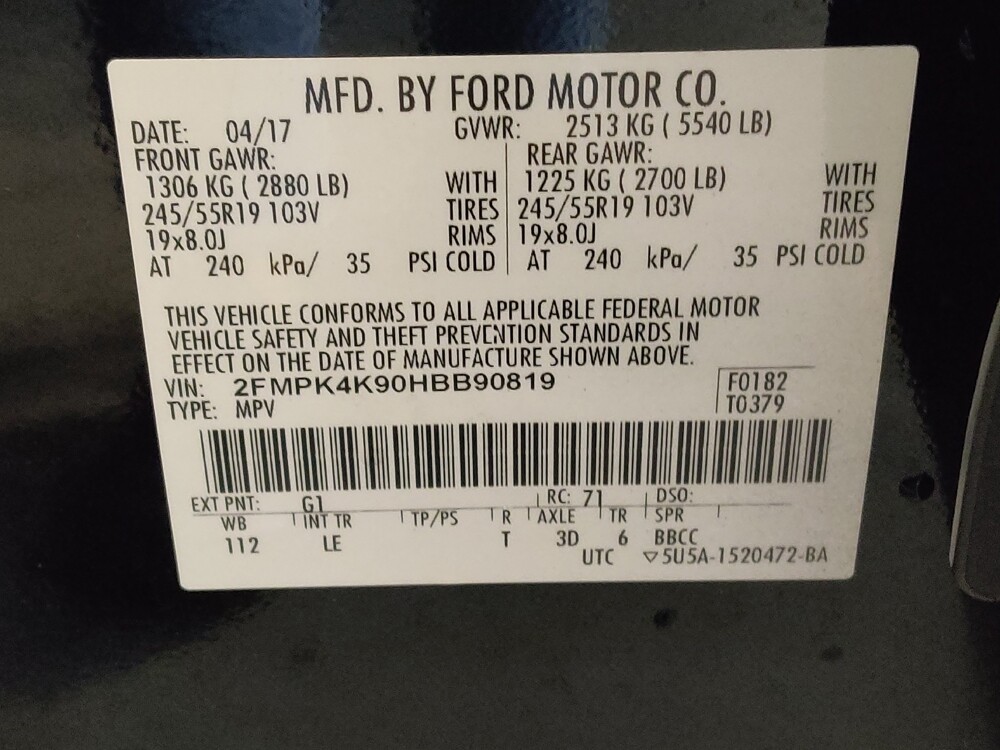 MFD. BY FORD MOTOR CO.
DATE: 04/17 GVWR: 2513 KG ( 5540 LB)
FRONT GAWR: REAR GAWR:
1306 KG ( 2880 LB) WITH 1225 KG ( 2700 LB) WITH
245/55R19 103V TIRES 245/55R19 103V TIRES
19x8.0J RIMS 19x8.0J RIMS
AT 240 kPa/ 35 PSI COLD AT 240 kPa/ 35 PSI COLD
THIS VEHICLE CONFORMS TO ALL APPLICABLE FEDERAL MOTOR
VEHICLE SAFETY AND THEFT PREVENTION STANDARDS IN
EFFECT ON THE DATE OF MANUFACTURE SHOWN ABOVE.
VIN: 2FMPK4K90HBB90819 F0182
TYPE: MPV T0379
EXT PNT: G1 RC: 71 DSO:
WB INT TR TP/PS R AXLE TR SPR
112 LE T 3D 6 BBCC
UTC ▽5U5A-1520472-BA